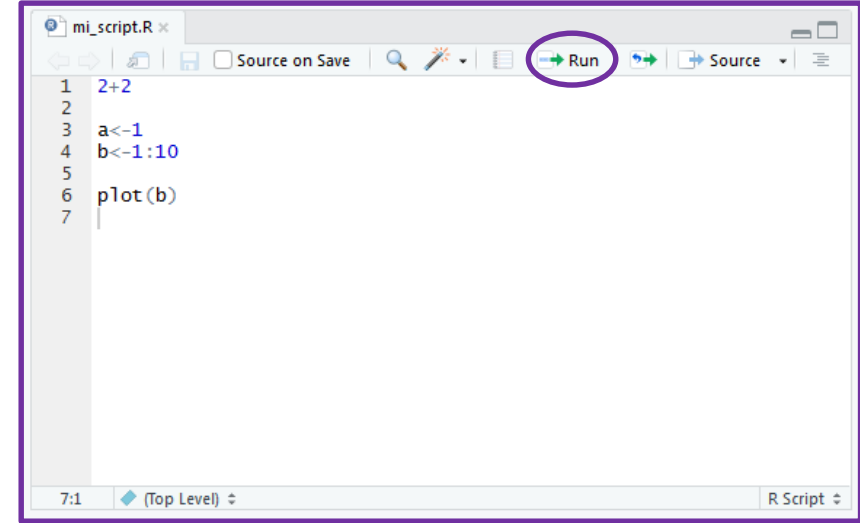 mi_script.R
Source on Save Run Source
1 2+2
2
3 a<-1
4 b<-1:10
5
6 plot(b)
7
7:1 (Top Level) R Script